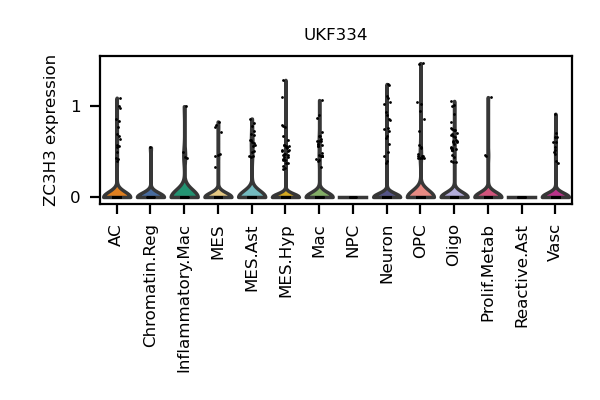 UKF334
ZC3H3 expression
1
0
AC
Chromatin.Reg
Inflammatory.Mac
MES
MES.Ast
MES.Hyp
Mac
NPC
Neuron
OPC
Oligo
Prolif.Metab
Reactive.Ast
Vasc